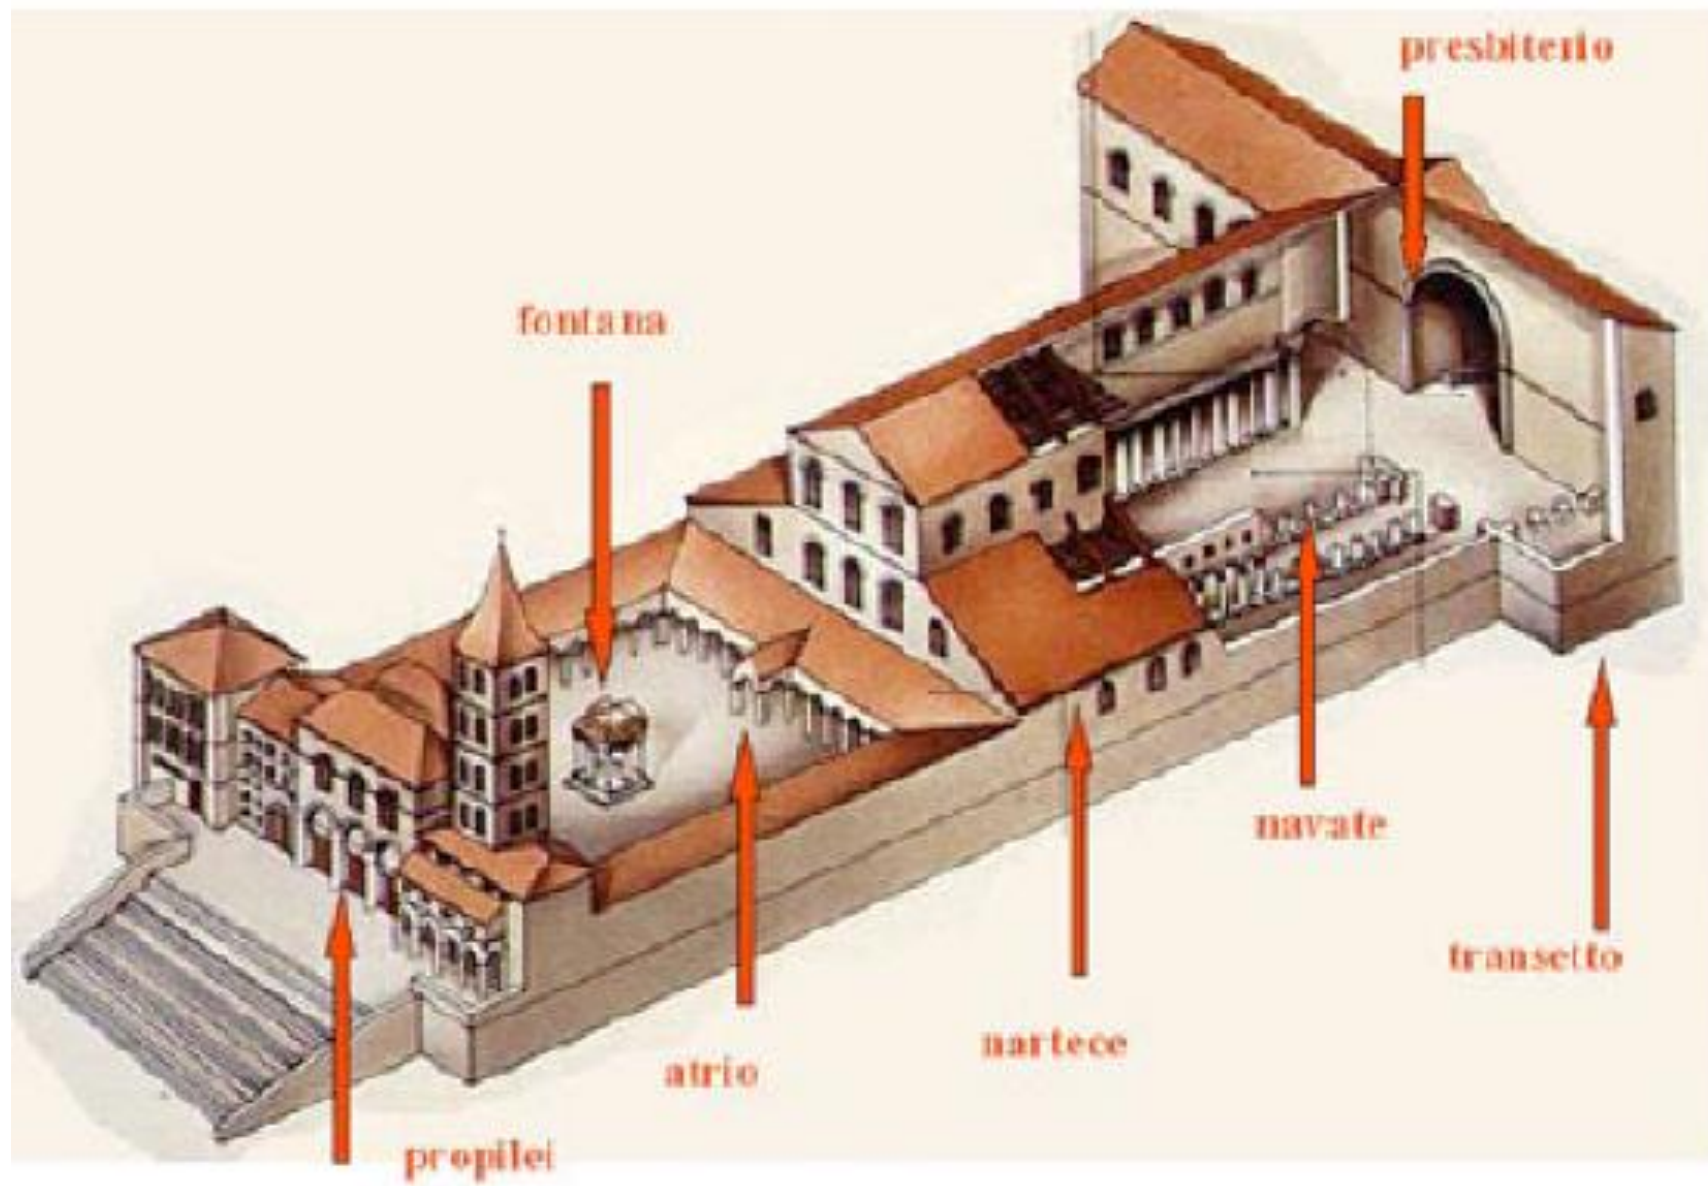 presbiterio
fontana
navate
transetto
nartece
atrio
propilei